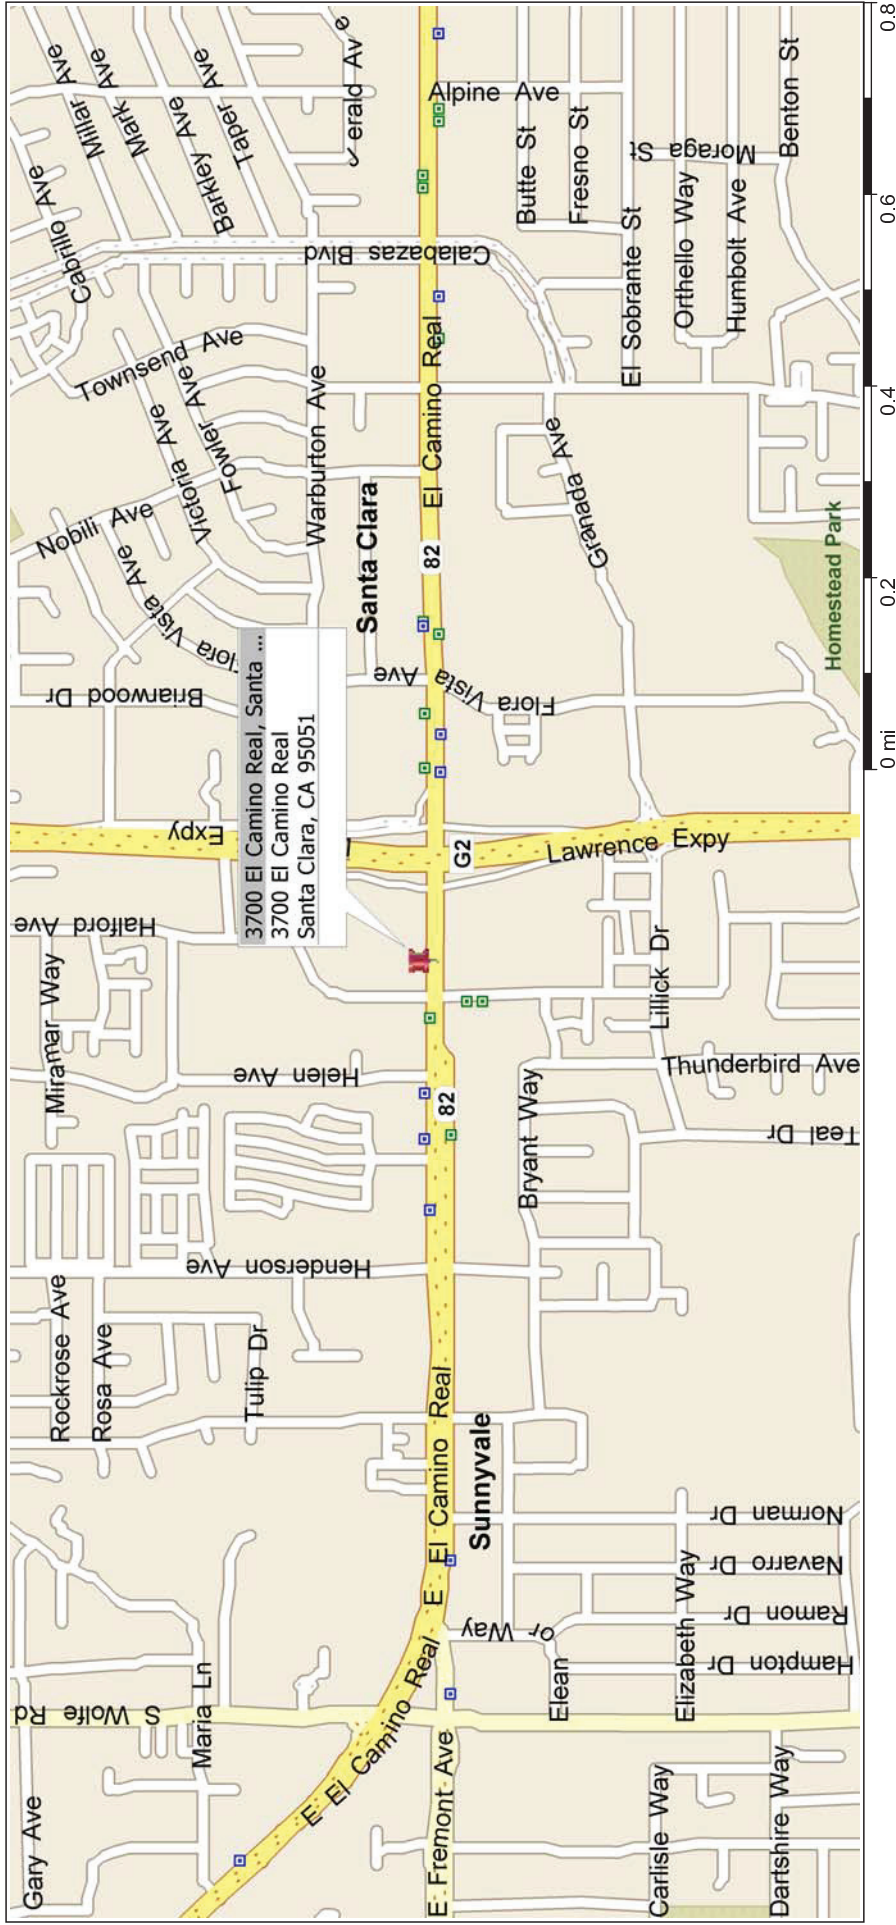 Gary Ave
Maria Ln
S Wolfe Rd
E El Camino Real
E Fremont Ave
Carlisle Way
Dartshire Way
Elean
or Way
Elizabeth Way
Hampton Dr
Ramon Dr
Navarro Dr
Norman Dr
E El Camino Real
Sunnyvale
Rockrose Ave
Rosa Ave
Tulip Dr
Henderson Ave
Bryant Way
Teal Dr
Thunderbird Ave
Lillick Dr
82
Helen Ave
Miramar Way
Halford Ave
3700 El Camino Real, Santa ...
3700 El Camino Real
Santa Clara, CA 95051
Expy
G2
Lawrence Expy
Briarwood Dr
Flora Vista Ave
Flora Vista Ave
Nobili Ave
Victoria Ave
Fowler Ave
Townsend Ave
Warburton Ave
Santa Clara
82
El Camino Real
Granada Ave
Homestead Park
Cabrillo Ave
Calabazas Blvd
Millar Ave
Mark Ave
Barkley Ave
Taper Ave
erald Av e
Alpine Ave
Butte St
Fresno St
El Sobrante St
Moraga St
Orthello Way
Humbolt Ave
Benton St
0 mi
0.2
0.4
0.6
0.8